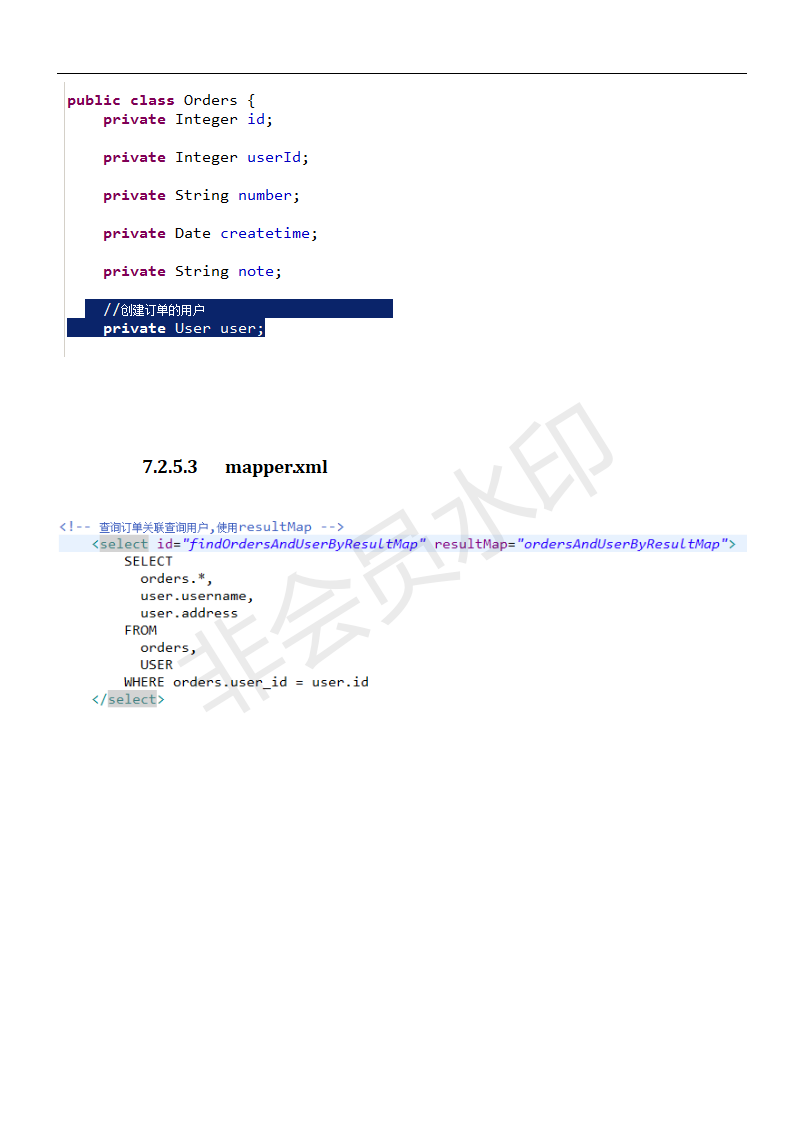 public class Orders {
private Integer id;
private Integer userId;
private String number;
private Date createtime;
private String note;
//创建订单的用户
private User user;
7.2.5.3 mapper.xml
<!-- 查询订单关联查询用户,使用resultMap -->
<select id="findOrdersAndUserByResultMap" resultMap="ordersAndUserByResultMap">
SELECT
orders.*,
user.username,
user.address
FROM
orders,
USER
WHERE orders.user_id = user.id
</select>
非会员水印